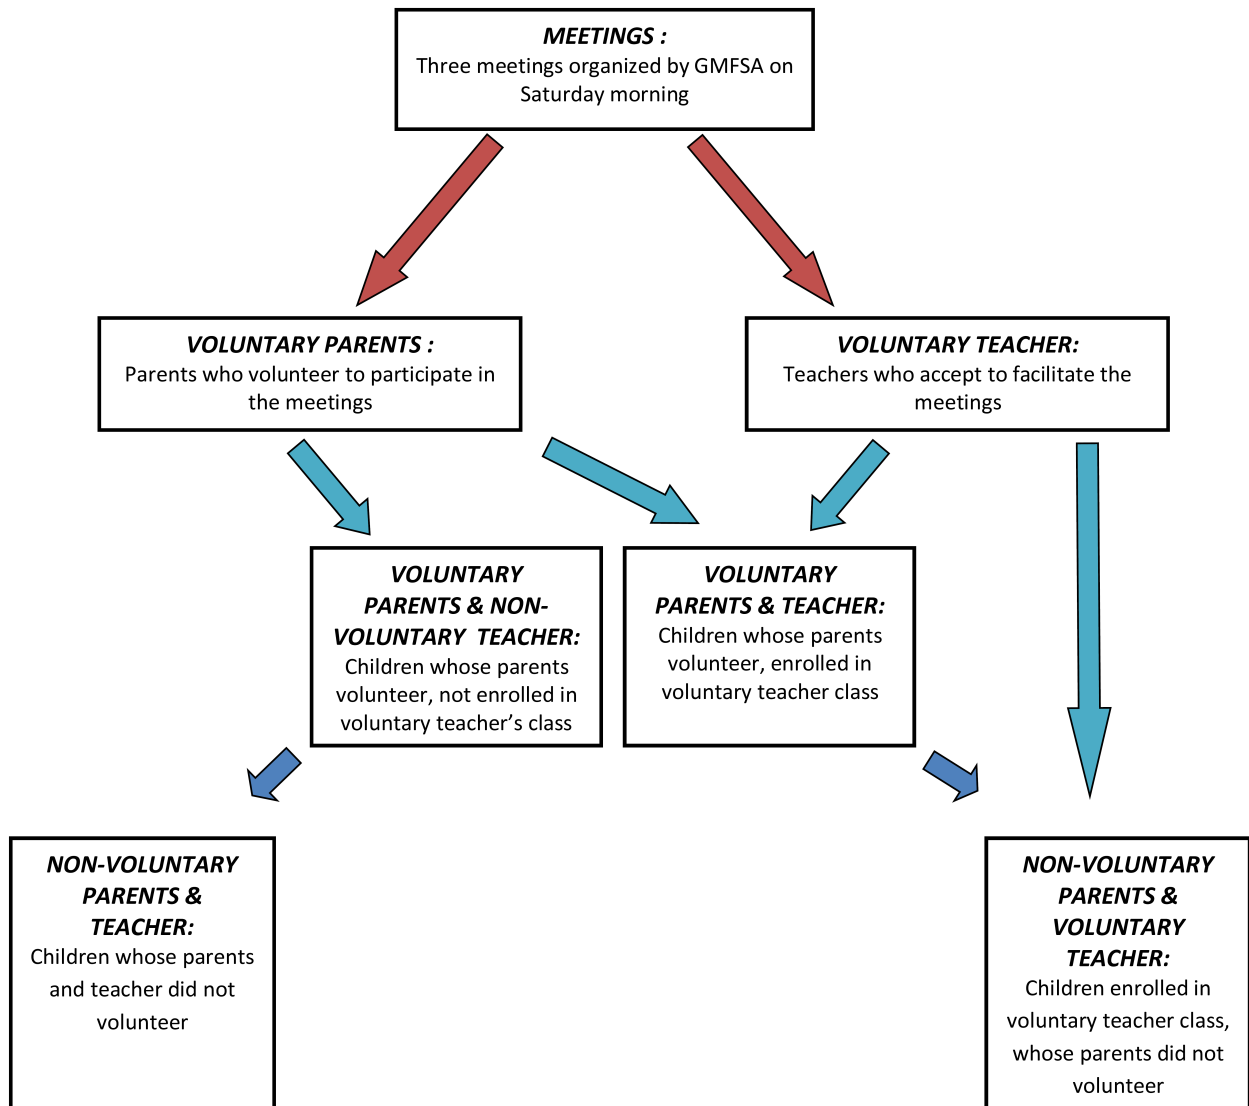 MEETINGS :
Three meetings organized by GMFSA on
Saturday morning
VOLUNTARY PARENTS :
Parents who volunteer to participate in
the meetings
VOLUNTARY TEACHER:
Teachers who accept to facilitate the
meetings
VOLUNTARY
PARENTS & NON-
VOLUNTARY TEACHER:
Children whose parents
volunteer, not enrolled in
voluntary teacher’s class
VOLUNTARY
PARENTS & TEACHER:
Children whose parents
volunteer, enrolled in
voluntary teacher class
NON-VOLUNTARY
PARENTS &
TEACHER:
Children whose parents
and teacher did not
volunteer
NON-VOLUNTARY
PARENTS &
VOLUNTARY
TEACHER:
Children enrolled in
voluntary teacher class,
whose parents did not
volunteer